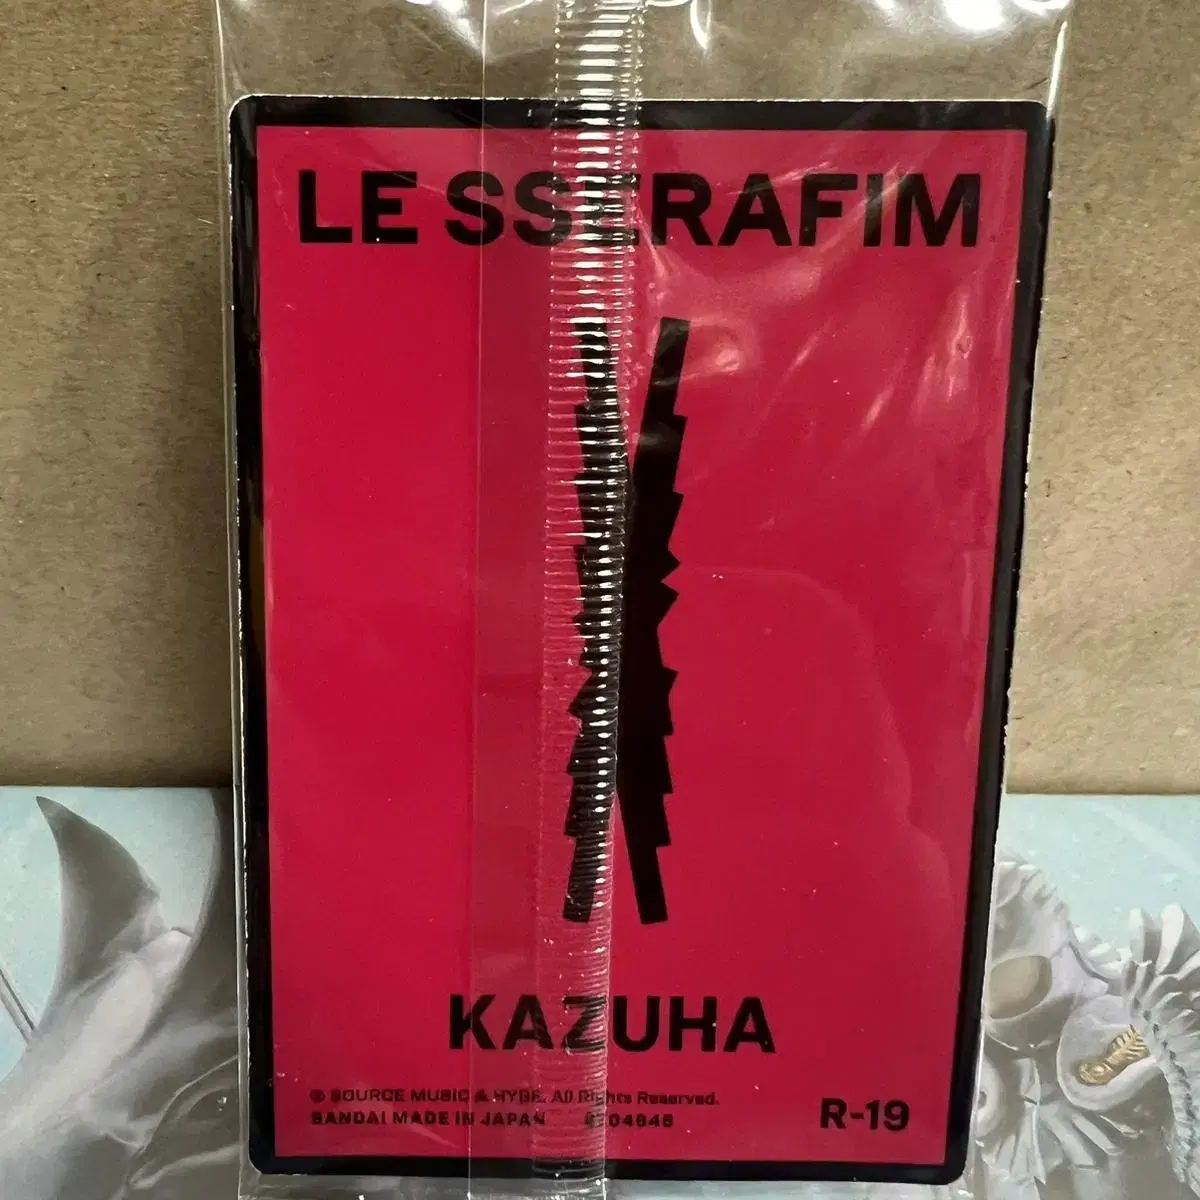 LE SSERAFIM
KAZUHA
© SOURCE MUSIC & HYBE. All Rights Reserved.
BANDAI MADE IN JAPAN
R-19